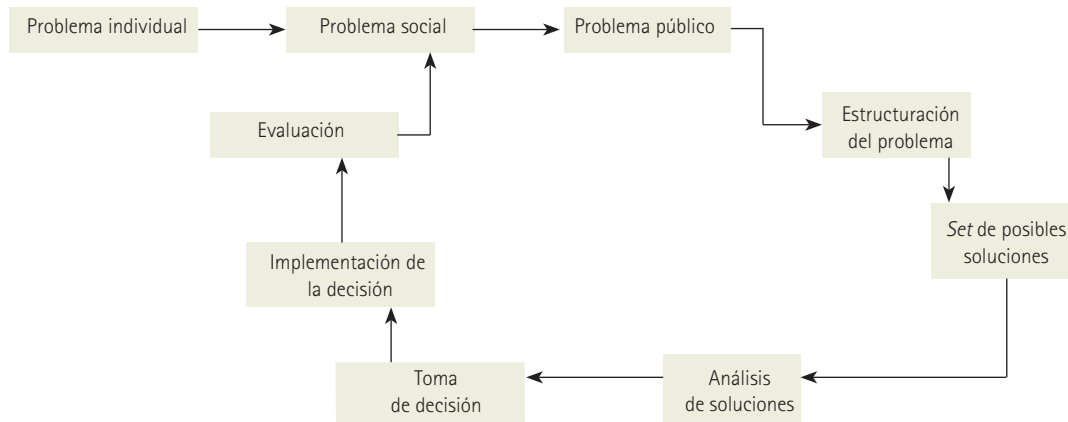 Problema individual
Problema social
Problema público
Estructuración
del problema
Set de posibles
soluciones
Análisis
de soluciones
Toma
de decisión
Implementación de
la decisión
Evaluación